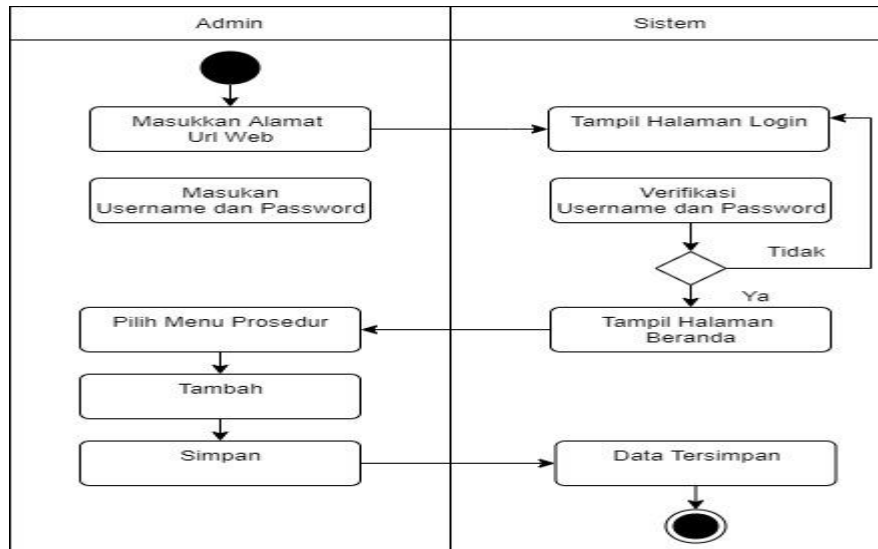 Admin
Sistem
Masukkan Alamat
Url Web
Tampil Halaman Login
Masukan
Username dan Password
Verifikasi
Username dan Password
Tidak
Ya
Pilih Menu Prosedur
Tampil Halaman
Beranda
Tambah
Simpan
Data Tersimpan